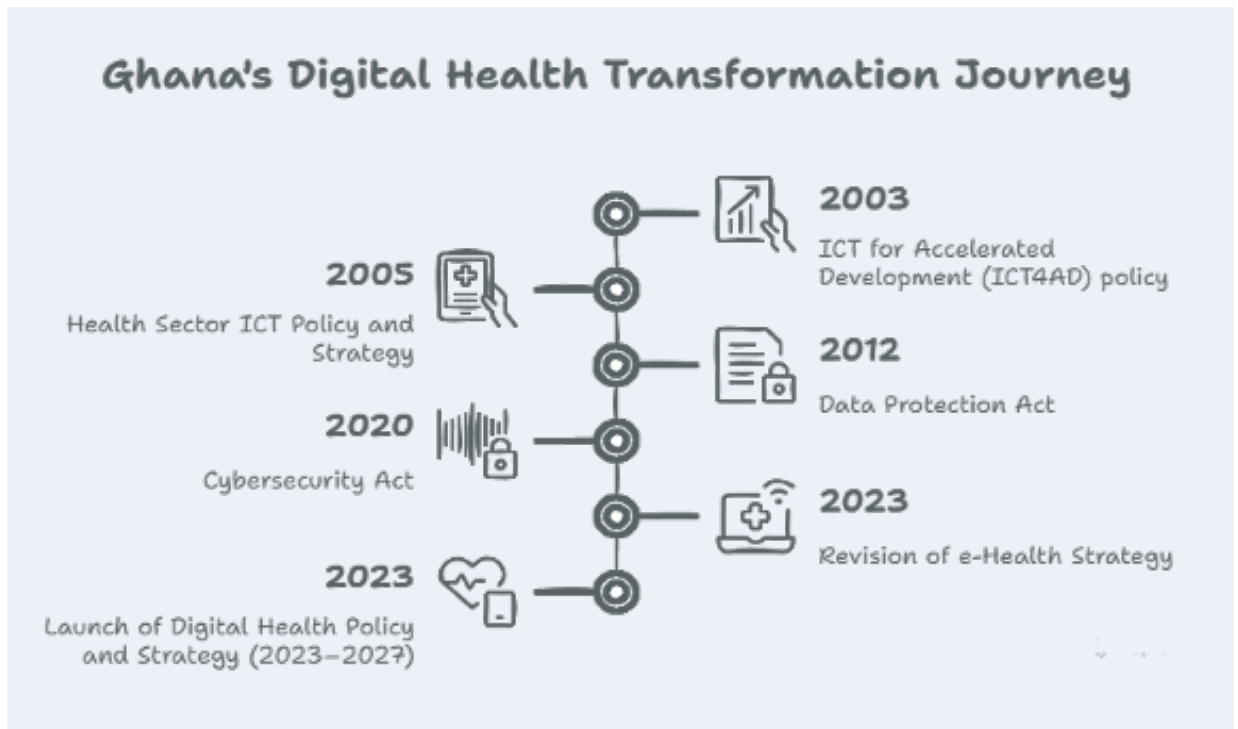 Ghana's Digital Health Transformation Journey
2003
ICT for Accelerated
Development (ICT4AD) policy
2005
Health Sector ICT Policy and
Strategy
2012
Data Protection Act
2020
Cybersecurity Act
2023
Revision of e-Health Strategy
2023
Launch of Digital Health Policy
and Strategy (2023–2027)